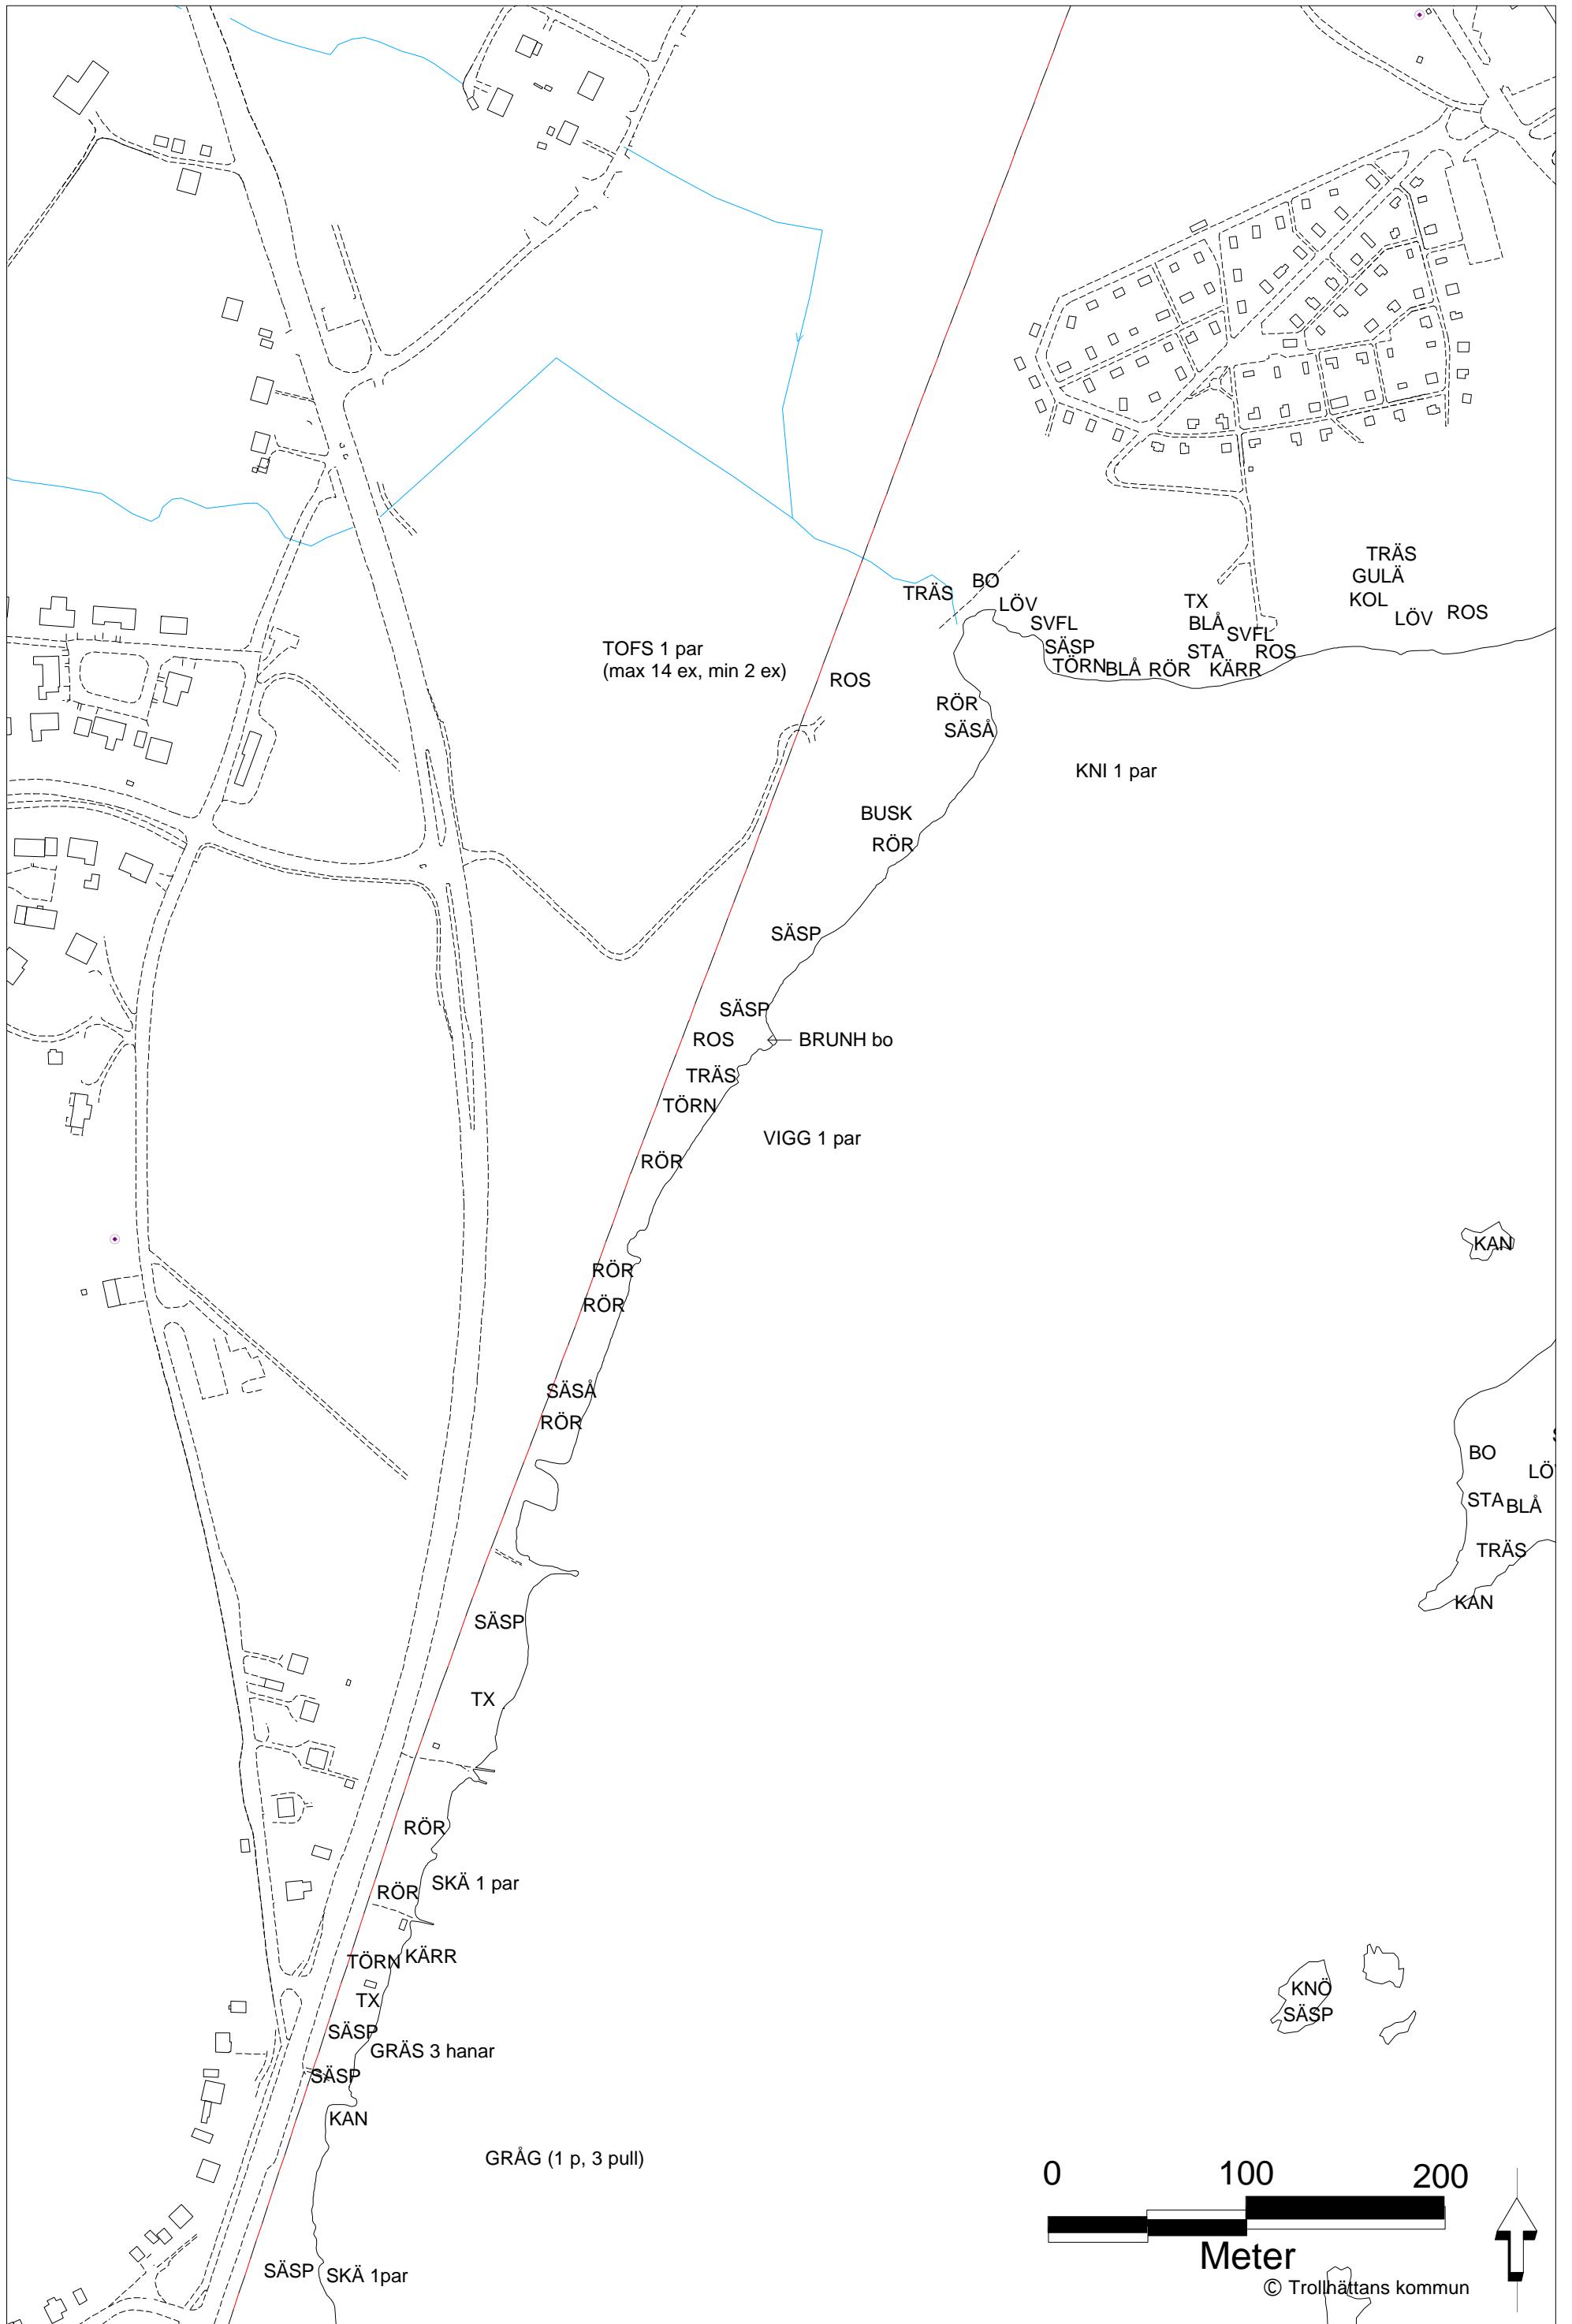 TRÄS
GULÄ
KOL
LÖV
ROS
TRÄS
BO
LÖV
SVFL
SÄSP
TÖRN
BLÅ
RÖR
TX
BLÅ
SVFL
STA
ROS
KÄRR
TOFS 1 par
(max 14 ex, min 2 ex)
ROS
RÖR
SÄSÅ
KNI 1 par
BUSK
RÖR
SÄSP
SÄSP
ROS
BRUNH bo
TRÄS
TÖRN
VIGG 1 par
RÖR
KAN
RÖR
RÖR
SÄSÅ
RÖR
BO
STA
BLÅ
TRÄS
KAN
SÄSP
TX
RÖR
SKÄ 1 par
RÖR
TÖRN
KÄRR
TX
KNÖ
SÄSP
SÄSP
GRÄS 3 hanar
SÄSP
KAN
GRÅG (1 p, 3 pull)
0 100 200
Meter
SÄSP
SKÄ 1par
© Trollhättans kommun